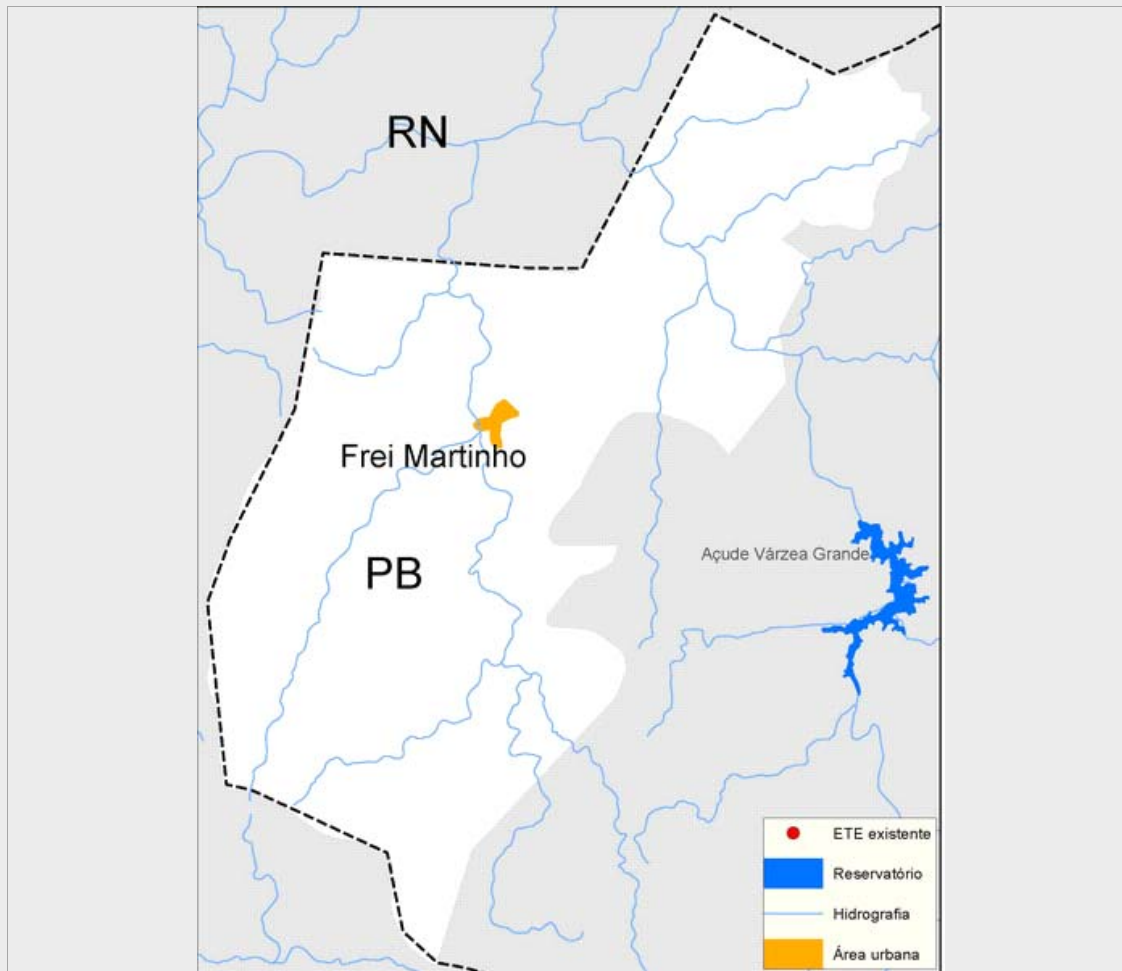 RN
Frei Martinho
Açude Várzea Grande
PB
ETE existente
Reservatório
Hidrografia
Área urbana